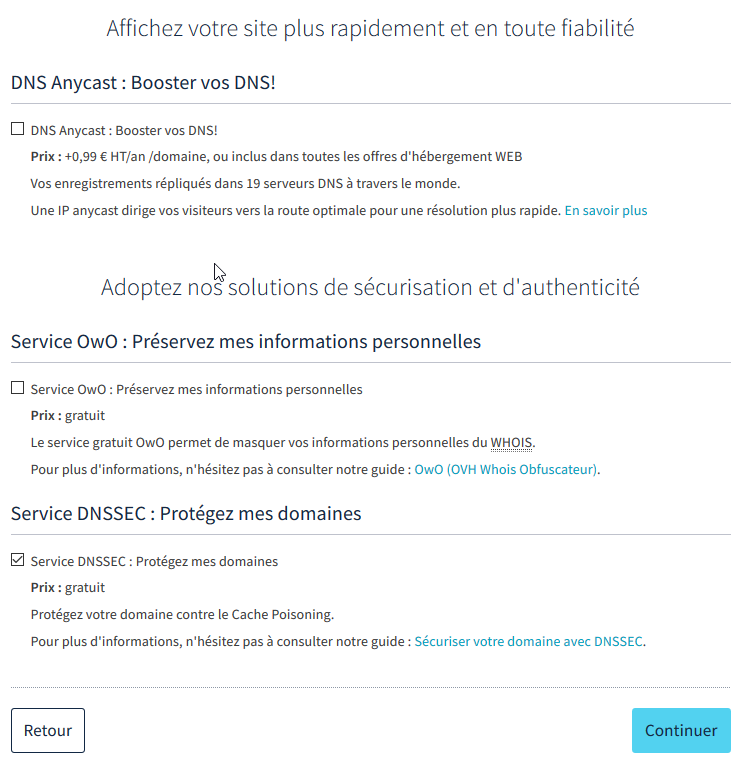 Affichez votre site plus rapidement et en toute fiabilité
DNS Anycast : Booster vos DNS!
DNS Anycast : Booster vos DNS!
Prix : +0,99 € HT/an /domaine, ou inclus dans toutes les offres d'hébergement WEB
Vos enregistrements répliqués dans 19 serveurs DNS à travers le monde.
Une IP anycast dirige vos visiteurs vers la route optimale pour une résolution plus rapide. En savoir plus
Adoptez nos solutions de sécurisation et d'authenticité
Service OwO : Préservez mes informations personnelles
Service OwO : Préservez mes informations personnelles
Prix : gratuit
Le service gratuit OwO permet de masquer vos informations personnelles du WHOIS.
Pour plus d'informations, n'hésitez pas à consulter notre guide : OwO (OVH Whois Obfuscateur).
Service DNSSEC : Protégez mes domaines
Service DNSSEC : Protégez mes domaines
Prix : gratuit
Protégez votre domaine contre le Cache Poisoning.
Pour plus d'informations, n'hésitez pas à consulter notre guide : Sécuriser votre domaine avec DNSSEC.
Retour
Continuer